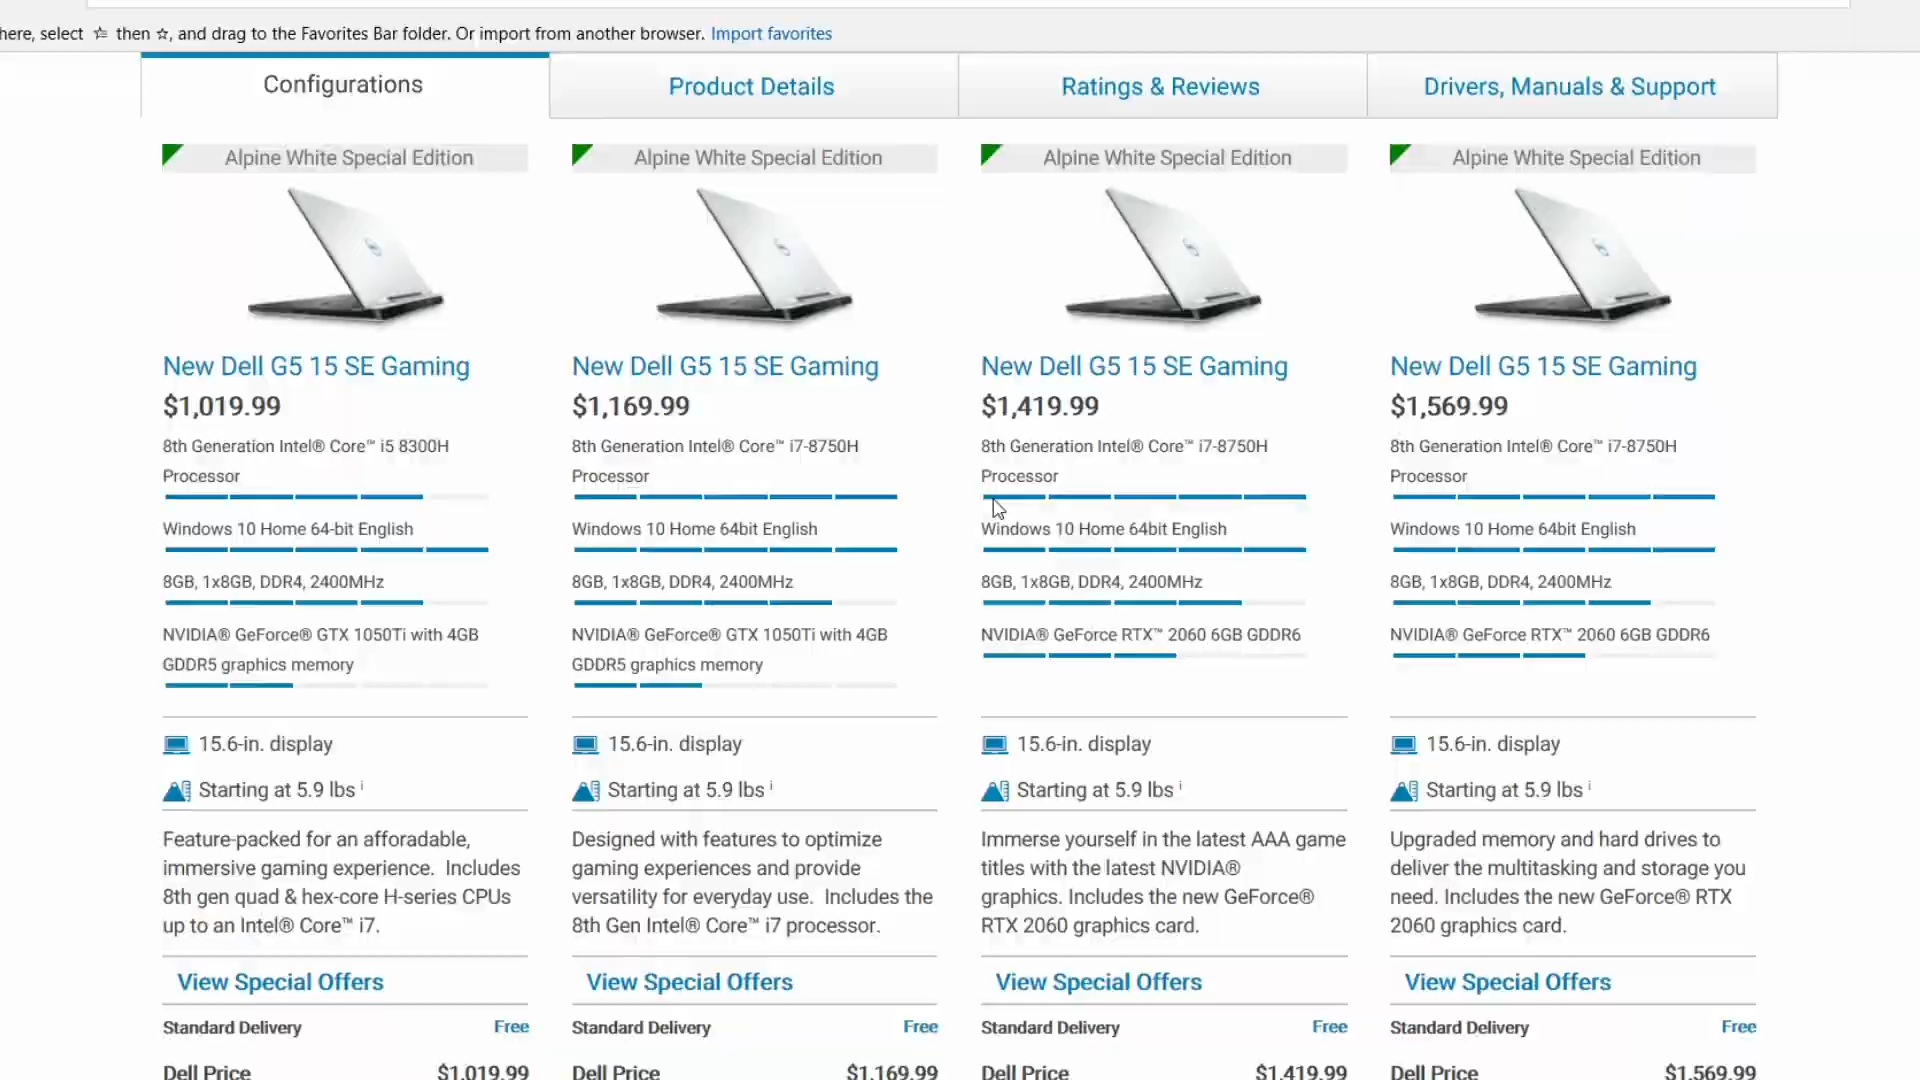 here, select ☆ then ☆, and drag to the Favorites Bar folder. Or import from another browser. Import favorites
Configurations
Product Details
Ratings & Reviews
Drivers, Manuals & Support
Alpine White Special Edition
New Dell G5 15 SE Gaming
$1,019.99
8th Generation Intel® Core™ i5 8300H
Processor
Windows 10 Home 64-bit English
8GB, 1x8GB, DDR4, 2400MHz
NVIDIA® GeForce® GTX 1050Ti with 4GB
GDDR5 graphics memory
15.6-in. display
Starting at 5.9 lbs i
Feature-packed for an afforadable,
immersive gaming experience. Includes
8th gen quad & hex-core H-series CPUs
up to an Intel® Core™ i7.
View Special Offers
Standard Delivery Free
Dell Price $1,019.99
Alpine White Special Edition
New Dell G5 15 SE Gaming
$1,169.99
8th Generation Intel® Core™ i7-8750H
Processor
Windows 10 Home 64bit English
8GB, 1x8GB, DDR4, 2400MHz
NVIDIA® GeForce® GTX 1050Ti with 4GB
GDDR5 graphics memory
15.6-in. display
Starting at 5.9 lbs i
Designed with features to optimize
gaming experiences and provide
versatility for everyday use. Includes the
8th Gen Intel® Core™ i7 processor.
View Special Offers
Standard Delivery Free
Dell Price $1,169.99
Alpine White Special Edition
New Dell G5 15 SE Gaming
$1,419.99
8th Generation Intel® Core™ i7-8750H
Processor
Windows 10 Home 64bit English
8GB, 1x8GB, DDR4, 2400MHz
NVIDIA® GeForce RTX™ 2060 6GB GDDR6
15.6-in. display
Starting at 5.9 lbs i
Immerse yourself in the latest AAA game
titles with the latest NVIDIA®
graphics. Includes the new GeForce®
RTX 2060 graphics card.
View Special Offers
Standard Delivery Free
Dell Price $1,419.99
Alpine White Special Edition
New Dell G5 15 SE Gaming
$1,569.99
8th Generation Intel® Core™ i7-8750H
Processor
Windows 10 Home 64bit English
8GB, 1x8GB, DDR4, 2400MHz
NVIDIA® GeForce RTX™ 2060 6GB GDDR6
15.6-in. display
Starting at 5.9 lbs i
Upgraded memory and hard drives to
deliver the multitasking and storage you
need. Includes the new GeForce® RTX
2060 graphics card.
View Special Offers
Standard Delivery Free
Dell Price $1,569.99